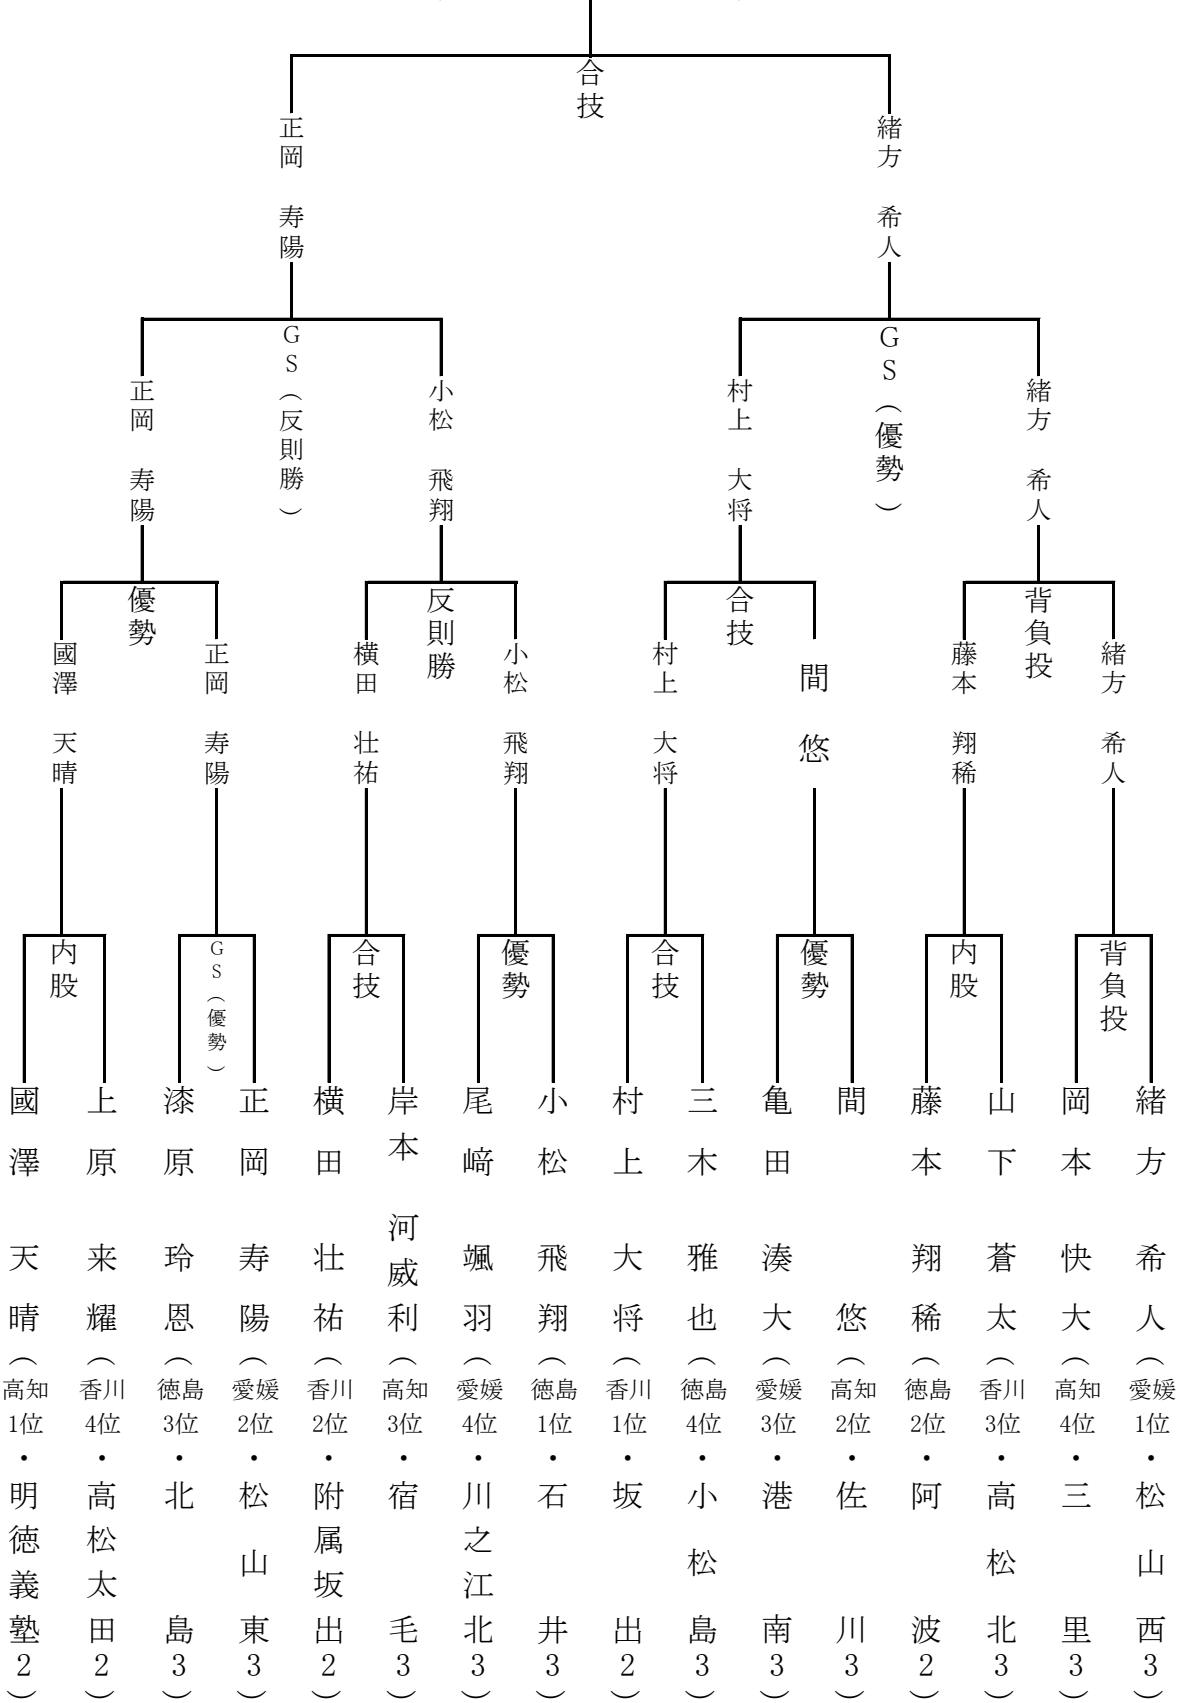 合技
正岡 寿陽
緒方 希人
GS（反則勝）
GS（優勢）
正岡 寿陽
小松 飛翔
村上 大将
緒方 希人
優勢
反則勝
合技
背負投
國澤 天晴
正岡 寿陽
横田 壮祐
小松 飛翔
村上 大将
間 悠
藤本 翔稀
緒方 希人
内股
GS（優勢）
合技
優勢
合技
優勢
内股
背負投
國澤 天晴（高知1位・明徳義塾2）
上原 来耀（香川4位・高松太田2）
漆原 玲恩（徳島3位・北島3）
正岡 寿陽（愛媛2位・松山東3）
横田 壮祐（香川2位・附属坂出2）
岸本 河威利（高知3位・宿毛3）
尾﨑 颯羽（愛媛4位・川之江北3）
小松 飛翔（徳島1位・石井3）
村上 大将（香川1位・坂出2）
三木 雅也（徳島4位・小松島3）
亀田 湊大（愛媛3位・港南3）
間 悠（高知2位・佐川3）
藤本 翔稀（徳島2位・阿波2）
山下 蒼太（香川3位・高松北3）
岡本 快大（高知4位・三里3）
緒方 希人（愛媛1位・松山西3）